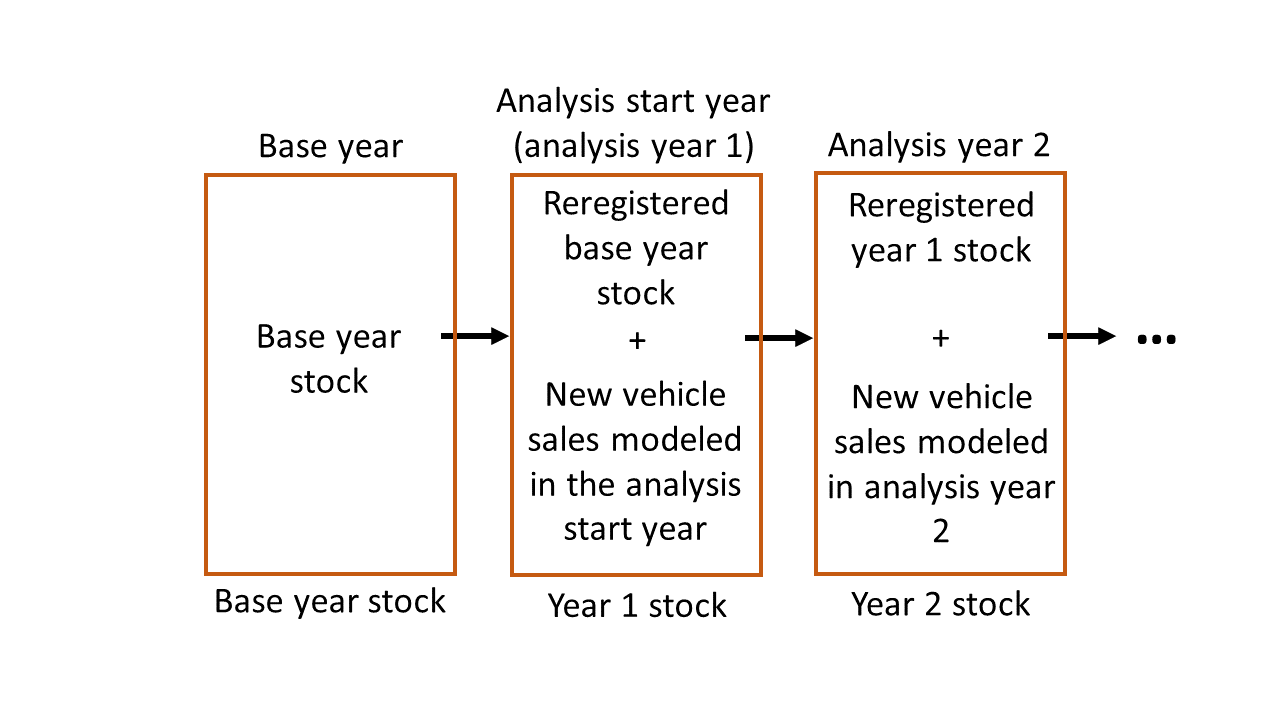 Base year
Base year
stock
Base year stock
Analysis start year
(analysis year 1)
Reregistered
base year
stock
+
New vehicle
sales modeled
in the analysis
start year
Year 1 stock
Analysis year 2
Reregistered
year 1 stock
+
New vehicle
sales modeled
in analysis year
2
Year 2 stock
...